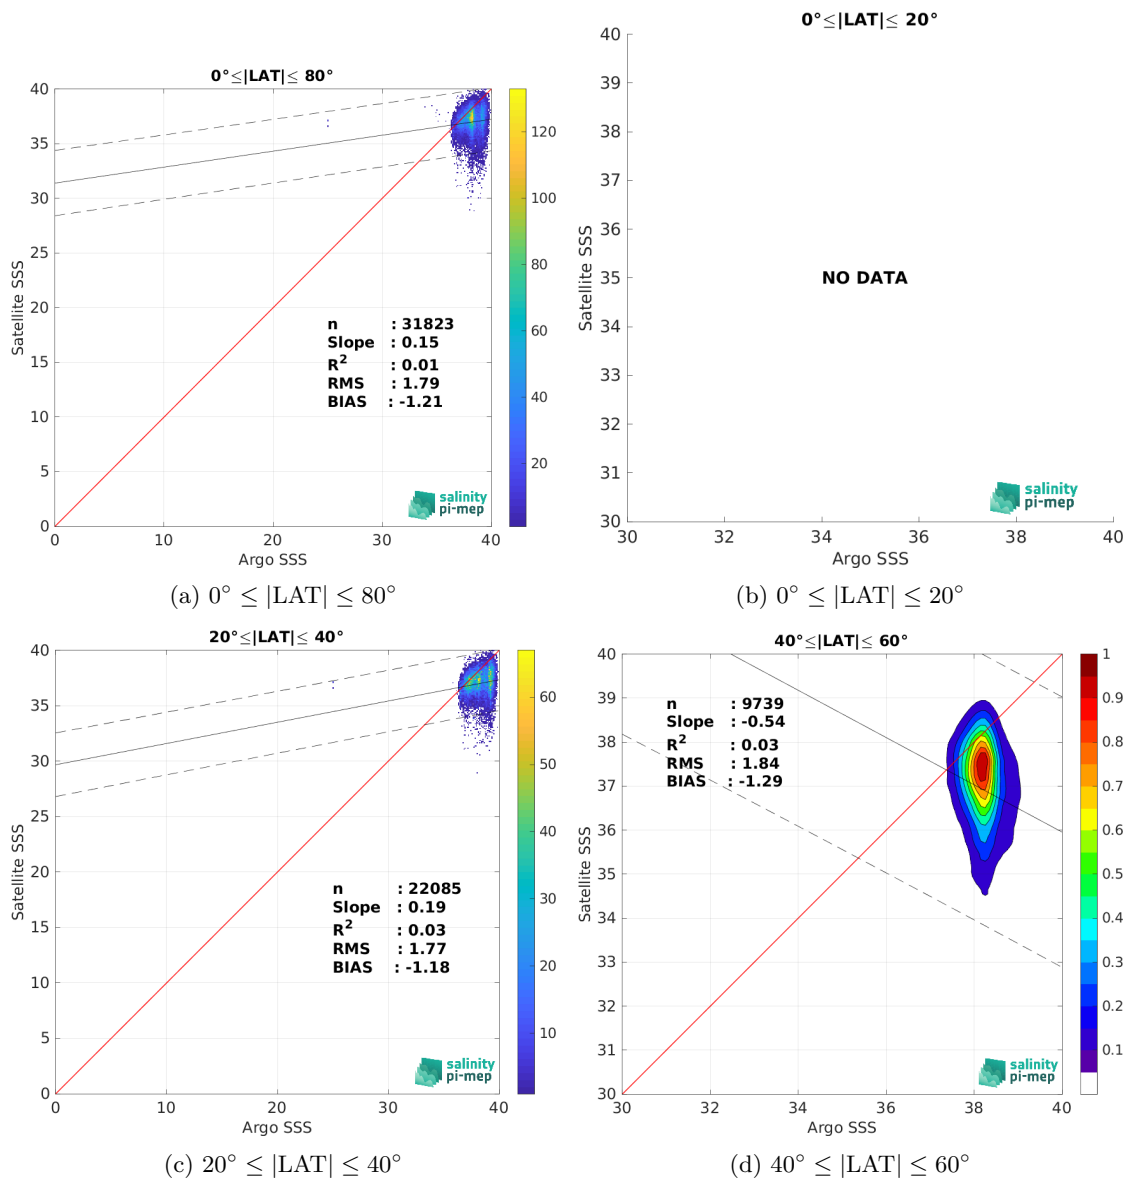 0°≤|LAT|≤ 80°
40
35
30
25
20
15
10
5
0
0
10
20
30
40
Satellite SSS
Argo SSS
n : 31823
Slope : 0.15
R² : 0.01
RMS : 1.79
BIAS : -1.21
120
100
80
60
40
20
salinity
pi-mep
(a) 0° ≤ |LAT| ≤ 80°
0°≤|LAT|≤ 20°
40
39
38
37
36
35
34
33
32
31
30
30
32
34
36
38
40
Satellite SSS
Argo SSS
NO DATA
salinity
pi-mep
(b) 0° ≤ |LAT| ≤ 20°
20°≤|LAT|≤ 40°
40
35
30
25
20
15
10
5
0
0
10
20
30
40
Satellite SSS
Argo SSS
n : 22085
Slope : 0.19
R² : 0.03
RMS : 1.77
BIAS : -1.18
60
50
40
30
20
10
salinity
pi-mep
(c) 20° ≤ |LAT| ≤ 40°
40°≤|LAT|≤ 60°
40
39
38
37
36
35
34
33
32
31
30
30
32
34
36
38
40
Satellite SSS
Argo SSS
n : 9739
Slope : -0.54
R² : 0.03
RMS : 1.84
BIAS : -1.29
1
0.9
0.8
0.7
0.6
0.5
0.4
0.3
0.2
0.1
salinity
pi-mep
(d) 40° ≤ |LAT| ≤ 60°